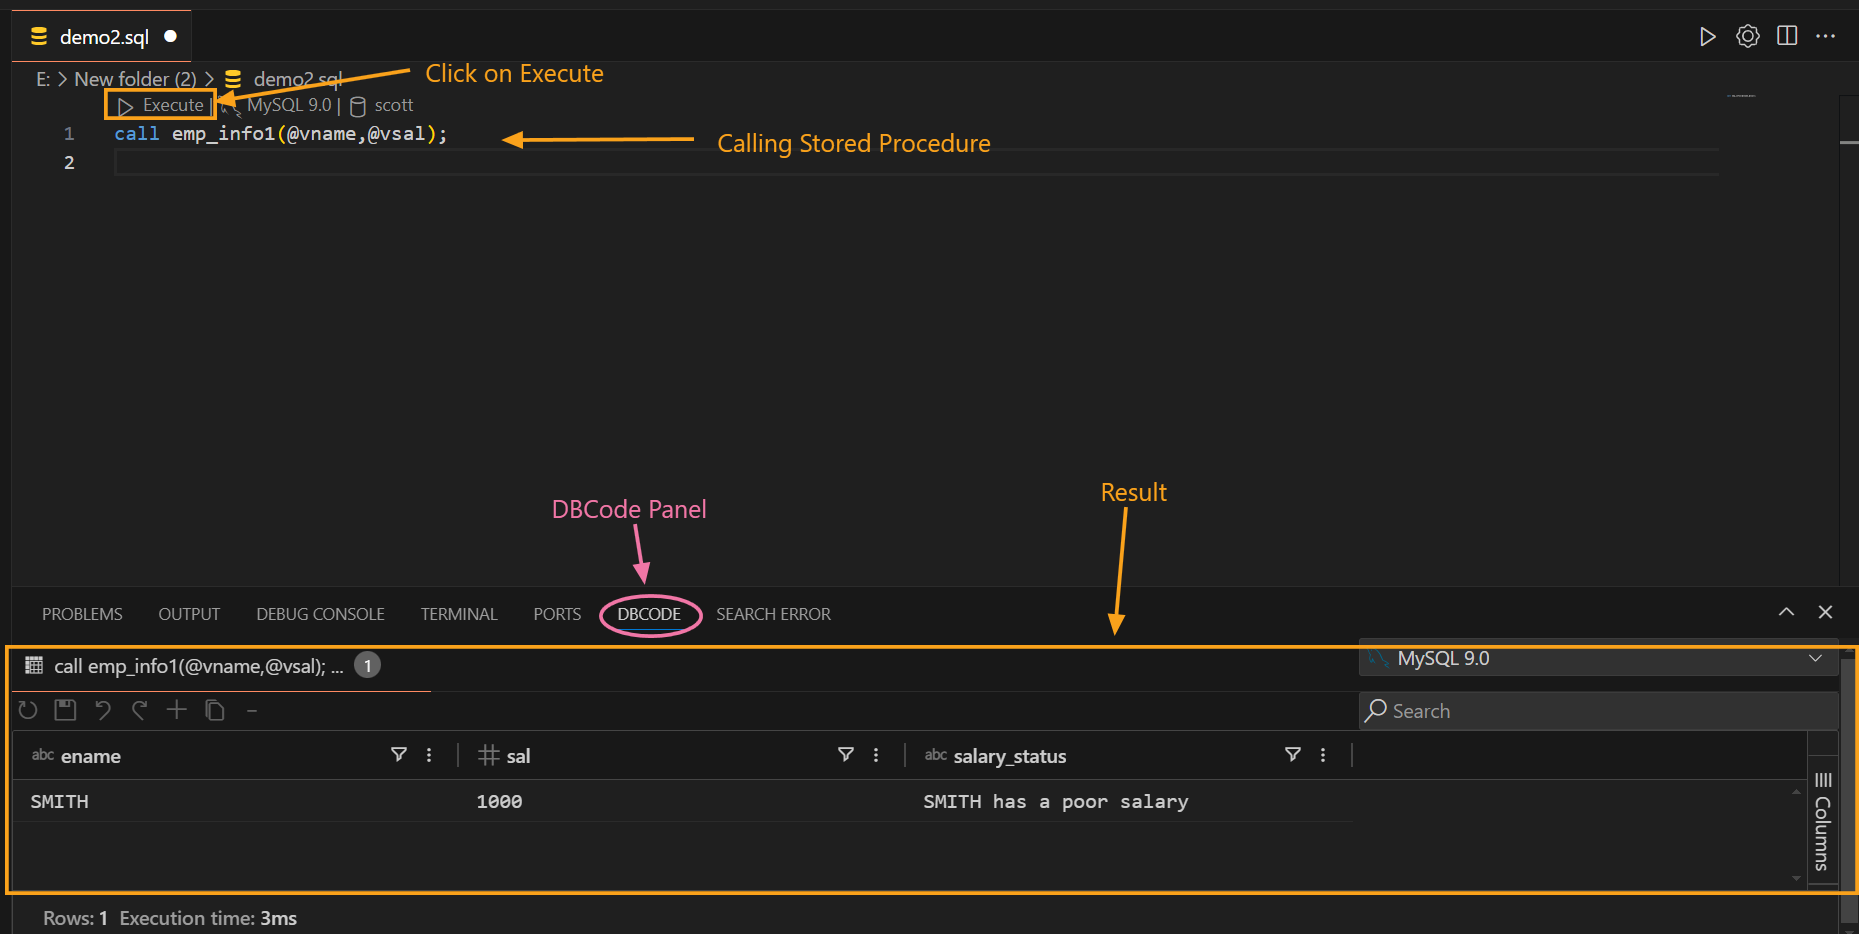 demo2.sql
E: > New folder (2) > demo2.sql
Click on Execute
Execute | MySQL 9.0 | scott
1 call emp_info1(@vname,@vsal);
Calling Stored Procedure
2
Result
DBCode Panel
PROBLEMS OUTPUT DEBUG CONSOLE TERMINAL PORTS DBCODE SEARCH ERROR
call emp_info1(@vname,@vsal); ... 1
MySQL 9.0
Search
abc ename sal abc salary_status
SMITH 1000 SMITH has a poor salary
Columns
Rows: 1 Execution time: 3ms